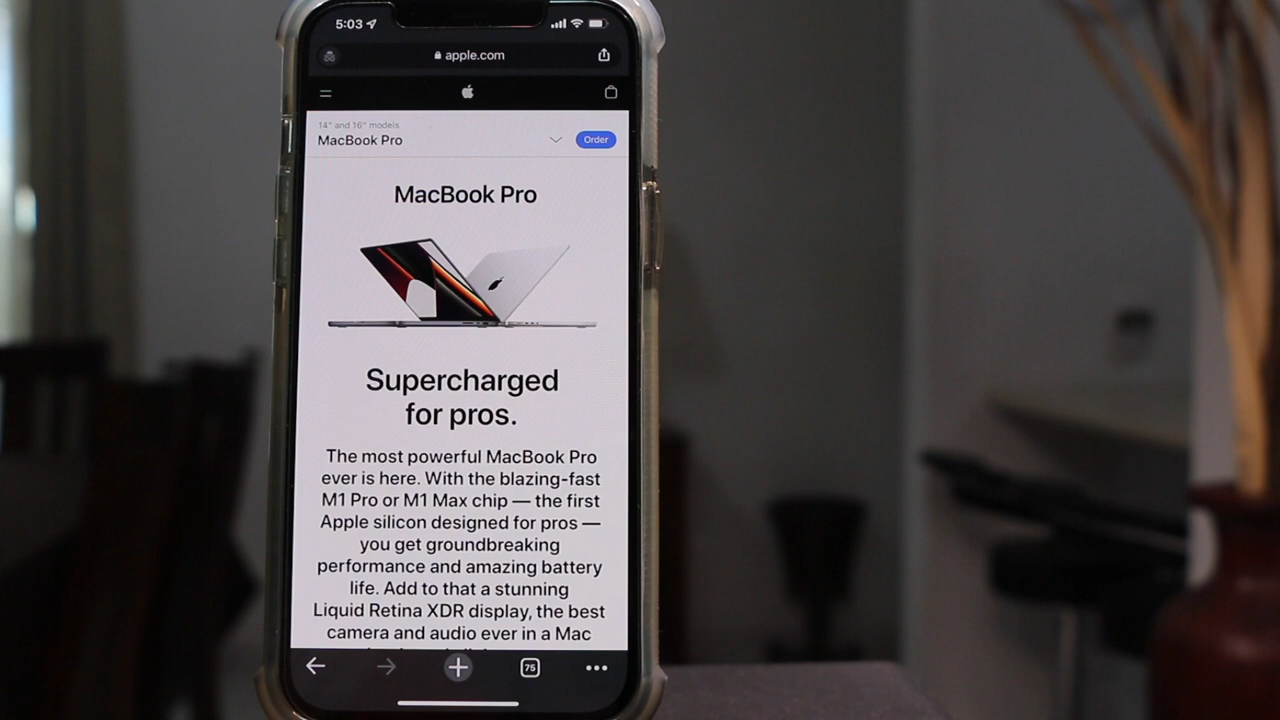 5:03
apple.com
14" and 16" models
MacBook Pro
Order
MacBook Pro
Supercharged
for pros.
The most powerful MacBook Pro
ever is here. With the blazing-fast
M1 Pro or M1 Max chip — the first
Apple silicon designed for pros —
you get groundbreaking
performance and amazing battery
life. Add to that a stunning
Liquid Retina XDR display, the best
camera and audio ever in a Mac
75